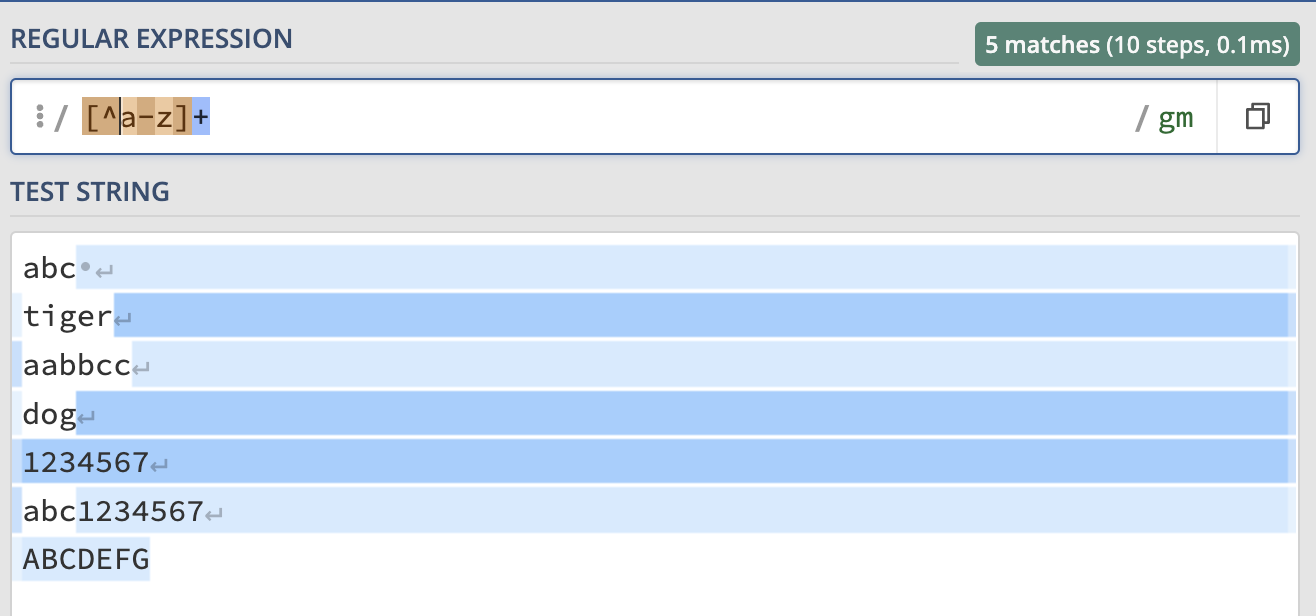 REGULAR EXPRESSION
5 matches (10 steps, 0.1ms)
/ [^a-z]+ / gm
TEST STRING
abc•↵
tiger↵
aabbcc↵
dog↵
1234567↵
abc1234567↵
ABCDEFG